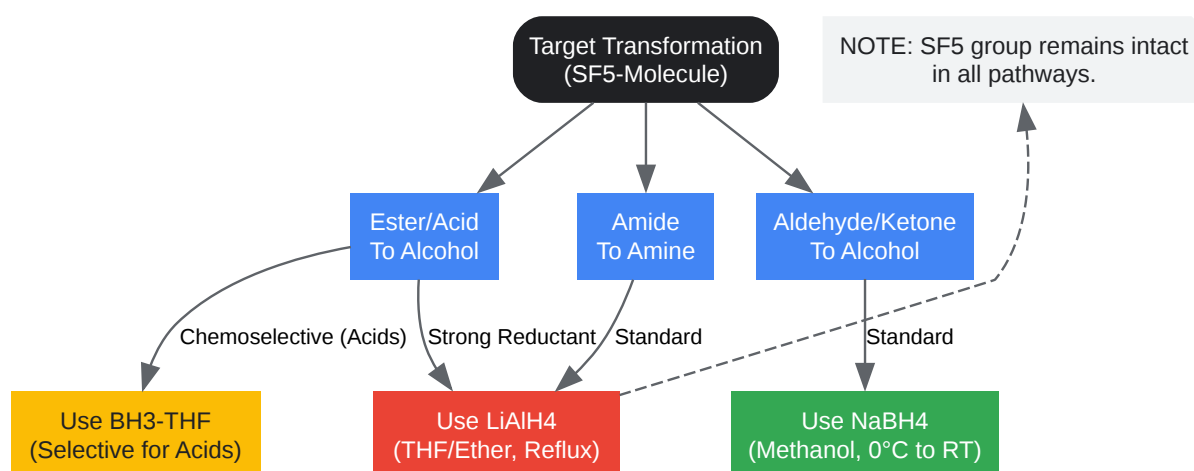 Target Transformation
(SF5-Molecule)
NOTE: SF5 group remains intact
in all pathways.
Ester/Acid
To Alcohol
Amide
To Amine
Aldehyde/Ketone
To Alcohol
Chemoselective (Acids)
Strong Reductant
Standard
Standard
Use BH3-THF
(Selective for Acids)
Use LiAlH4
(THF/Ether, Reflux)
Use NaBH4
(Methanol, 0°C to RT)